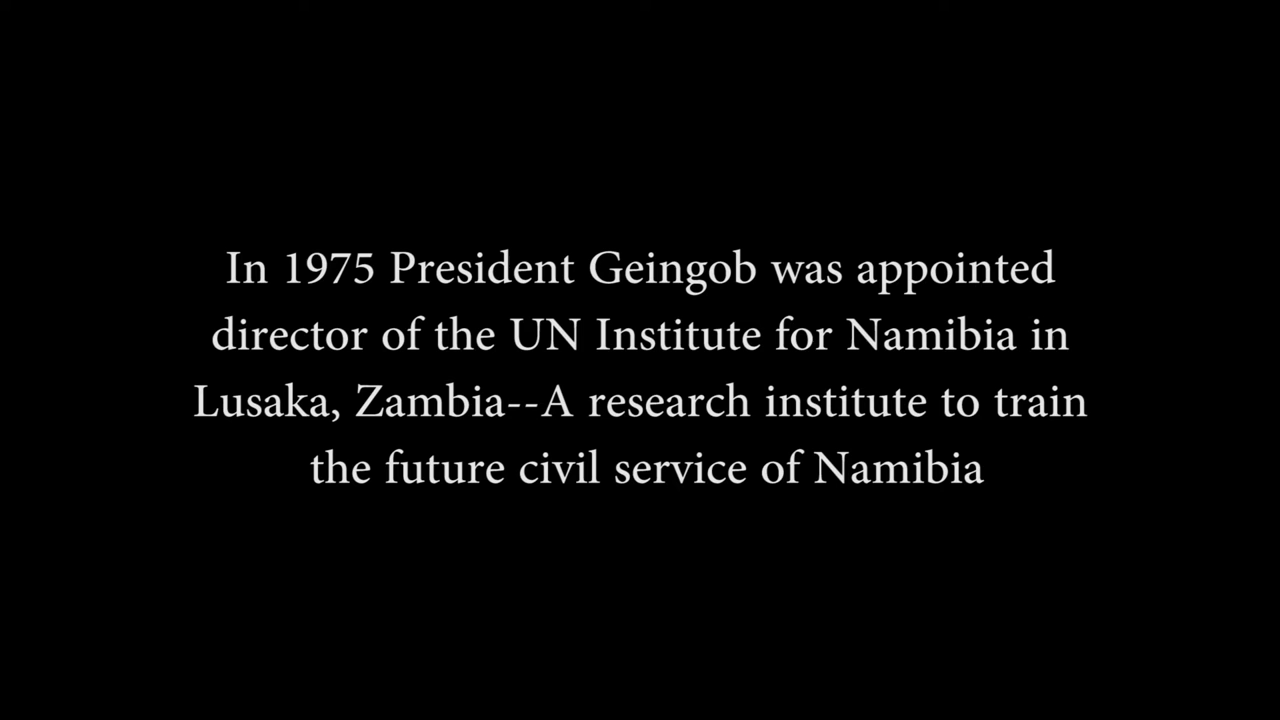 In 1975 President Geingob was appointed
director of the UN Institute for Namibia in
Lusaka, Zambia--A research institute to train
the future civil service of Namibia